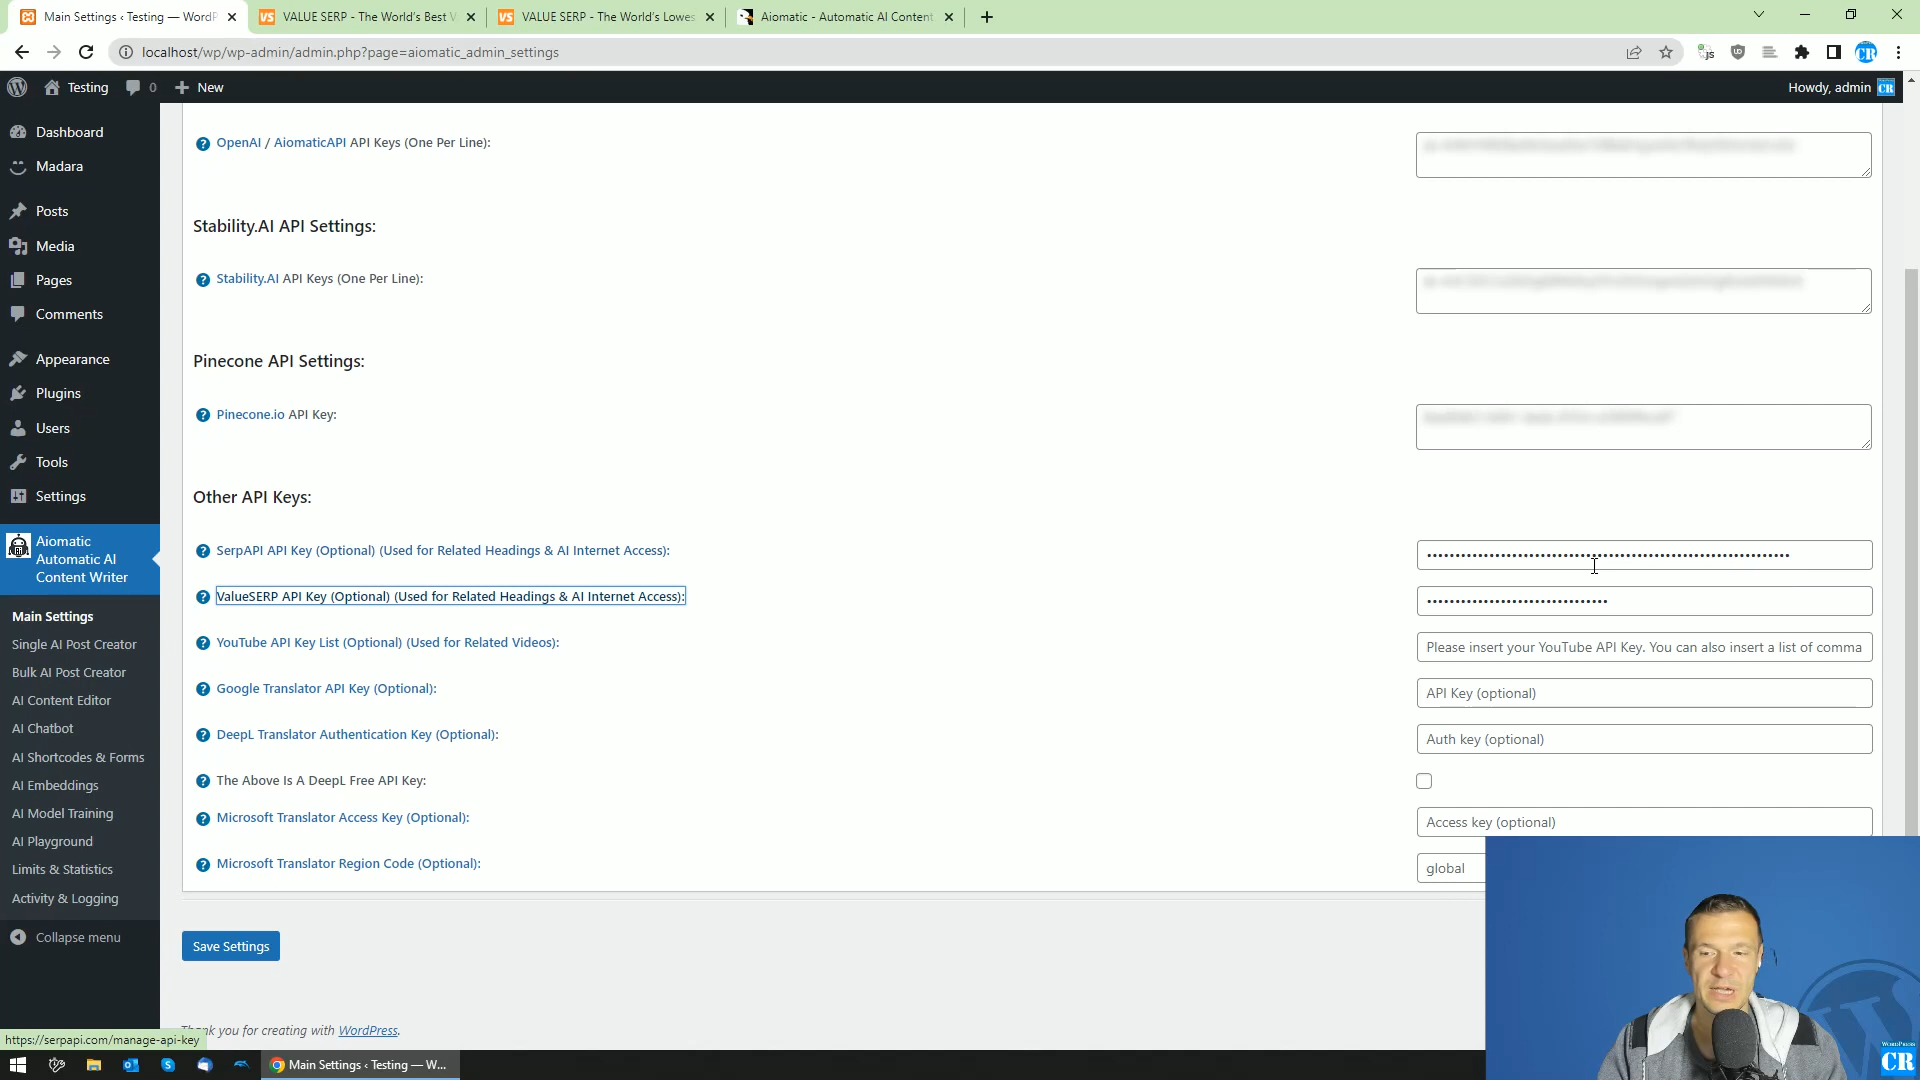 Main Settings ‹ Testing — WordP
VALUE SERP - The World's Best V
VALUE SERP - The World's Lowes
Aiomatic - Automatic AI Content
localhost/wp/wp-admin/admin.php?page=aiomatic_admin_settings
Testing
0
New
Howdy, admin
Dashboard
Madara
Posts
Media
Pages
Comments
Appearance
Plugins
Users
Tools
Settings
Aiomatic
Automatic AI
Content Writer
Main Settings
Single AI Post Creator
Bulk AI Post Creator
AI Content Editor
AI Chatbot
AI Shortcodes & Forms
AI Embeddings
AI Model Training
AI Playground
Limits & Statistics
Activity & Logging
Collapse menu
OpenAI / AiomaticAPI API Keys (One Per Line):
Stability.AI API Settings:
Stability.AI API Keys (One Per Line):
Pinecone API Settings:
Pinecone.io API Key:
Other API Keys:
SerpAPI API Key (Optional) (Used for Related Headings & AI Internet Access):
ValueSERP API Key (Optional) (Used for Related Headings & AI Internet Access):
YouTube API Key List (Optional) (Used for Related Videos):
Please insert your YouTube API Key. You can also insert a list of comma
Google Translator API Key (Optional):
API Key (optional)
DeepL Translator Authentication Key (Optional):
Auth key (optional)
The Above Is A DeepL Free API Key:
Microsoft Translator Access Key (Optional):
Access key (optional)
Microsoft Translator Region Code (Optional):
global
Save Settings
Thank you for creating with WordPress.
https://serpapi.com/manage-api-key
Main Settings ‹ Testing — W...
WORDPRESS
CR